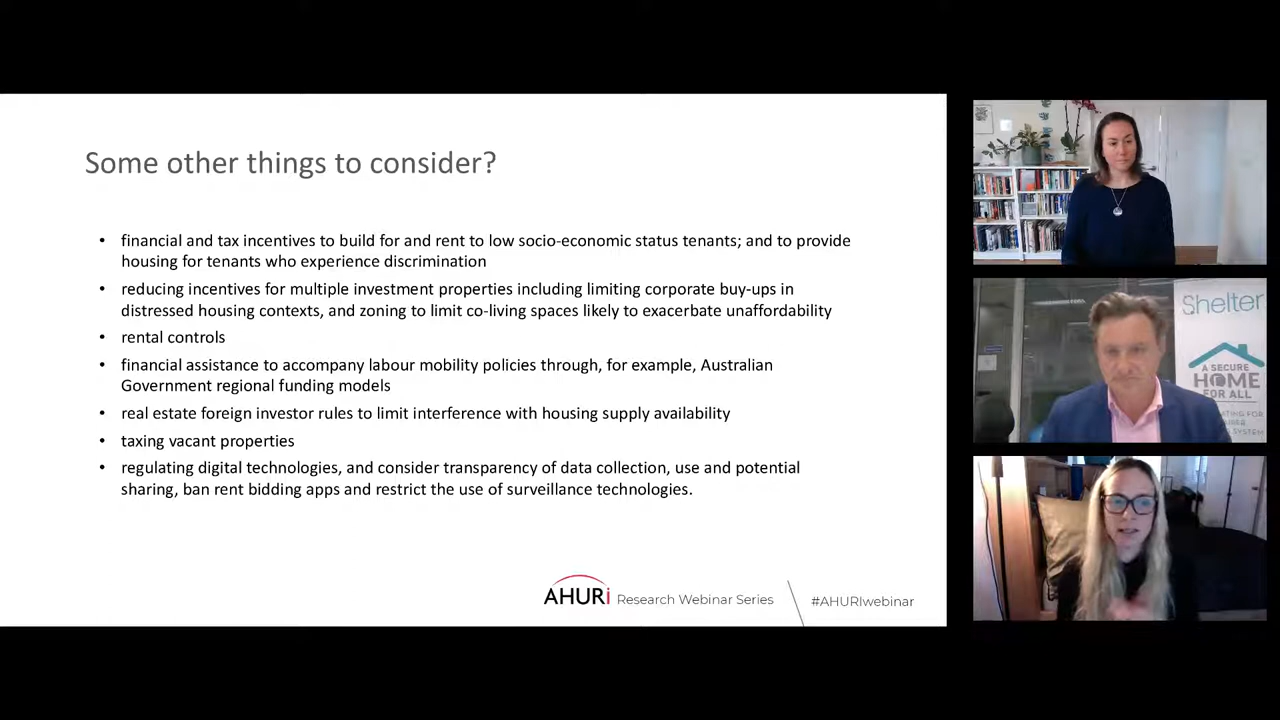 Some other things to consider?
• financial and tax incentives to build for and rent to low socio-economic status tenants; and to provide
housing for tenants who experience discrimination
• reducing incentives for multiple investment properties including limiting corporate buy-ups in
distressed housing contexts, and zoning to limit co-living spaces likely to exacerbate unaffordability
• rental controls
• financial assistance to accompany labour mobility policies through, for example, Australian
Government regional funding models
• real estate foreign investor rules to limit interference with housing supply availability
• taxing vacant properties
• regulating digital technologies, and consider transparency of data collection, use and potential
sharing, ban rent bidding apps and restrict the use of surveillance technologies.
AHURi Research Webinar Series
#AHURIwebinar
Shelter
A SECURE
HOME
FOR ALL
SYSTEM